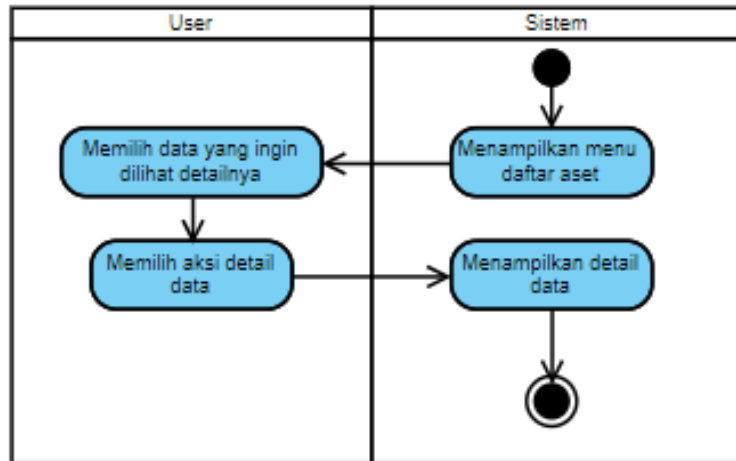 User
Sistem
Menampilkan menu
daftar aset
Memilih data yang ingin
dilihat detailnya
Memilih aksi detail
data
Menampilkan detail
data